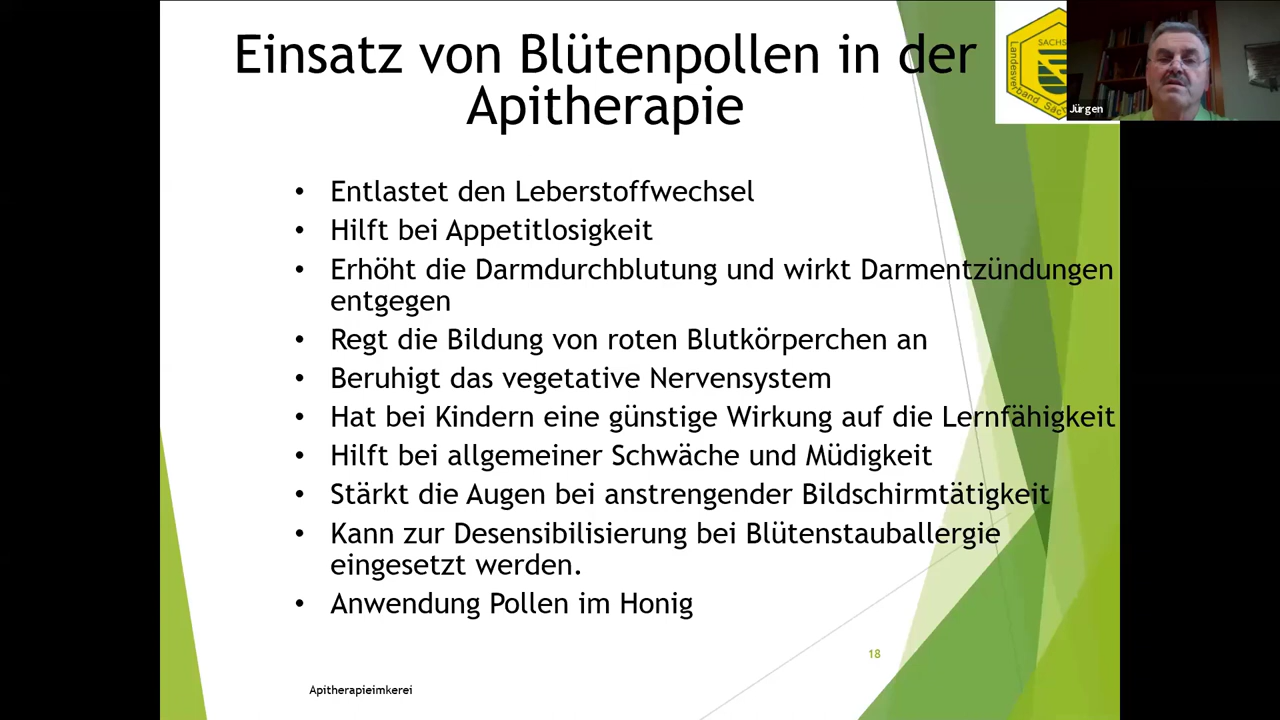 Einsatz von Blütenpollen in der
Apitherapie
SACHS
Landesverband Säc
Jürgen
• Entlastet den Leberstoffwechsel
• Hilft bei Appetitlosigkeit
• Erhöht die Darmdurchblutung und wirkt Darmentzündungen
entgegen
• Regt die Bildung von roten Blutkörperchen an
• Beruhigt das vegetative Nervensystem
• Hat bei Kindern eine günstige Wirkung auf die Lernfähigkeit
• Hilft bei allgemeiner Schwäche und Müdigkeit
• Stärkt die Augen bei anstrengender Bildschirmtätigkeit
• Kann zur Desensibilisierung bei Blütenstauballergie
eingesetzt werden.
• Anwendung Pollen im Honig
18
Apitherapieimkerei